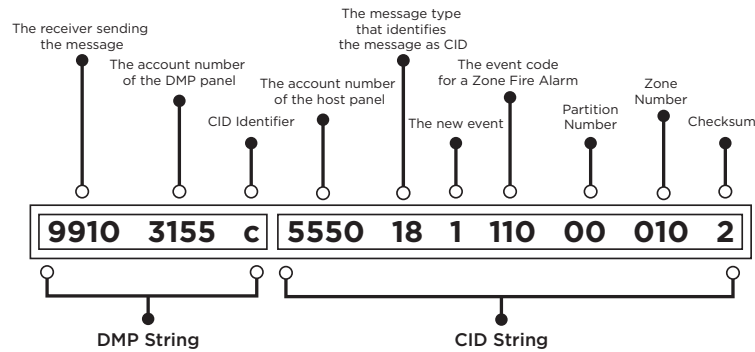 The receiver sending
the message
The account number
of the DMP panel
CID Identifier
The account number
of the host panel
The message type
that identifies
the message as CID
The new event
The event code
for a Zone Fire Alarm
Partition
Number
Zone
Number
Checksum
9910 3155 c 5550 18 1 110 00 010 2
DMP String
CID String